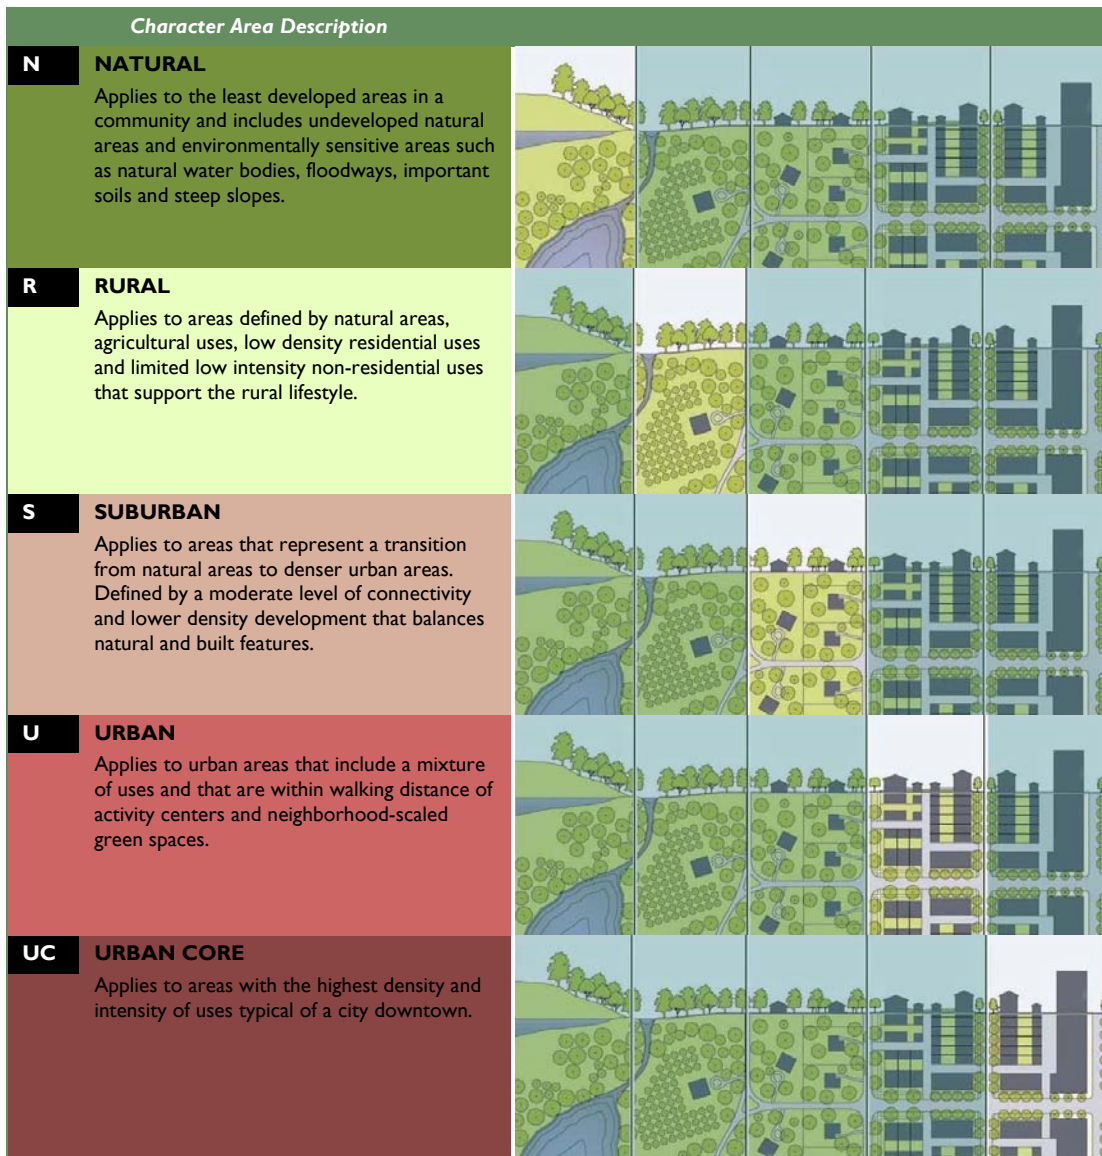 Character Area Description
N NATURAL
Applies to the least developed areas in a
community and includes undeveloped natural
areas and environmentally sensitive areas such
as natural water bodies, floodways, important
soils and steep slopes.
R RURAL
Applies to areas defined by natural areas,
agricultural uses, low density residential uses
and limited low intensity non-residential uses
that support the rural lifestyle.
S SUBURBAN
Applies to areas that represent a transition
from natural areas to denser urban areas.
Defined by a moderate level of connectivity
and lower density development that balances
natural and built features.
U URBAN
Applies to urban areas that include a mixture
of uses and that are within walking distance of
activity centers and neighborhood-scaled
green spaces.
UC URBAN CORE
Applies to areas with the highest density and
intensity of uses typical of a city downtown.